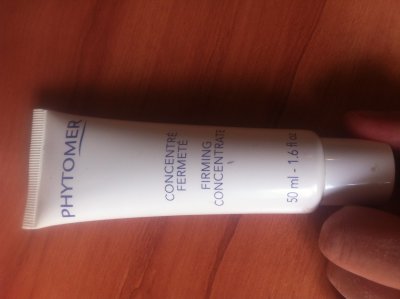 PHYTOMER
CONCENTRÉ
FERMETÉ
FIRMING
CONCENTRATE
50 ml - 1.6 fl oz